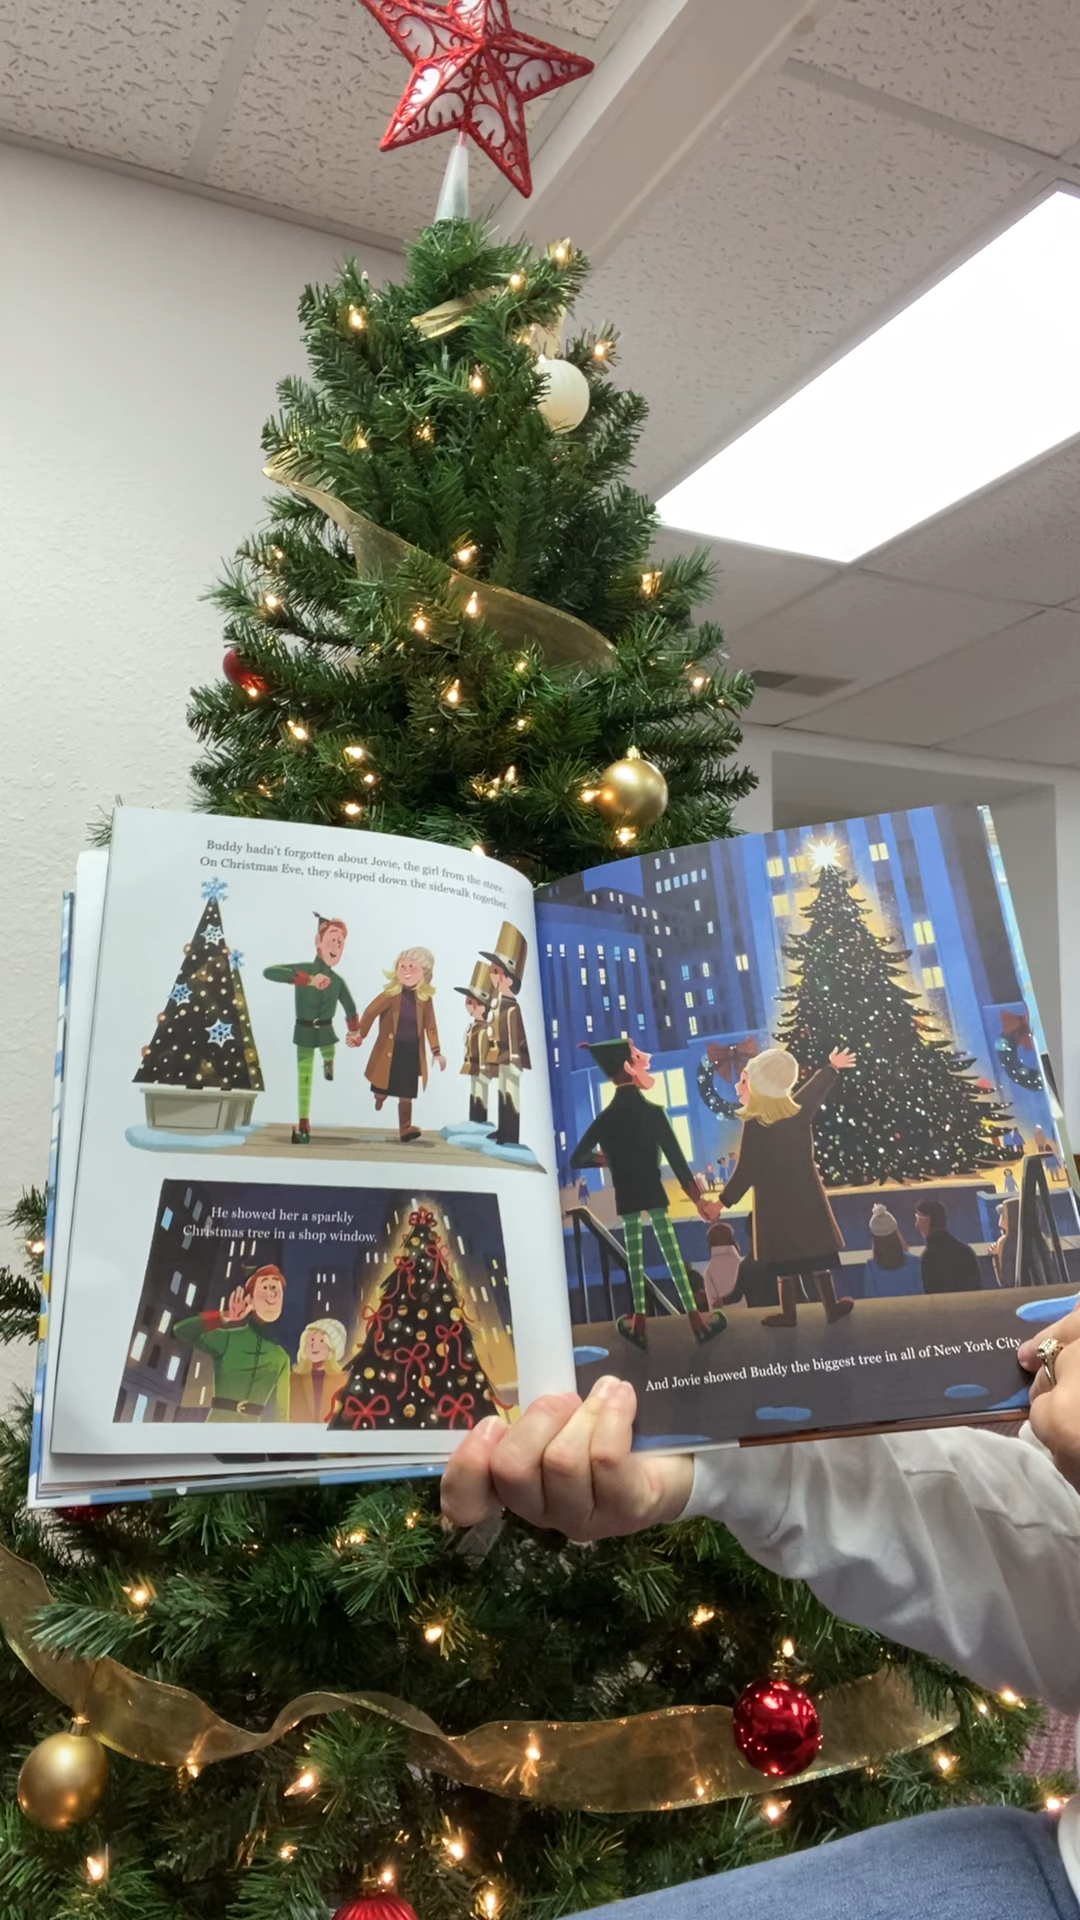 Buddy hadn't forgotten about Jovie, the girl from the store.
On Christmas Eve, they skipped down the sidewalk together.
He showed her a sparkly
Christmas tree in a shop window.
And Jovie showed Buddy the biggest tree in all of New York City.